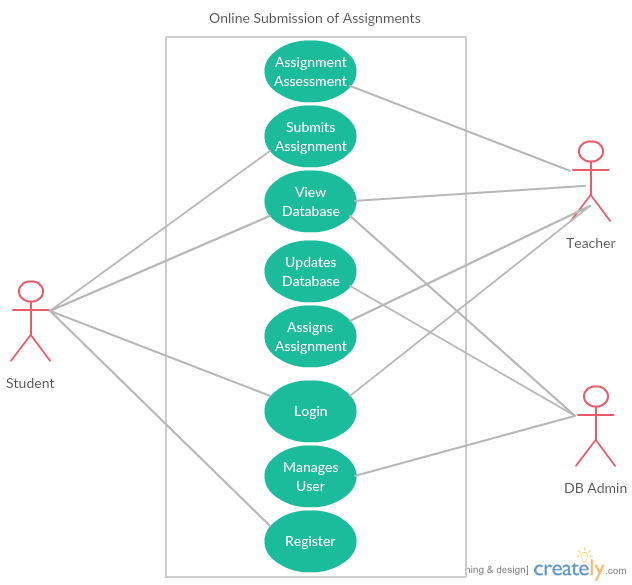 Online Submission of Assignments
Assignment
Assessment
Submits
Assignment
View
Database
Teacher
Updates
Database
Assigns
Assignment
Student
Login
Manages
User
DB Admin
Register
ning & design]
creately.com